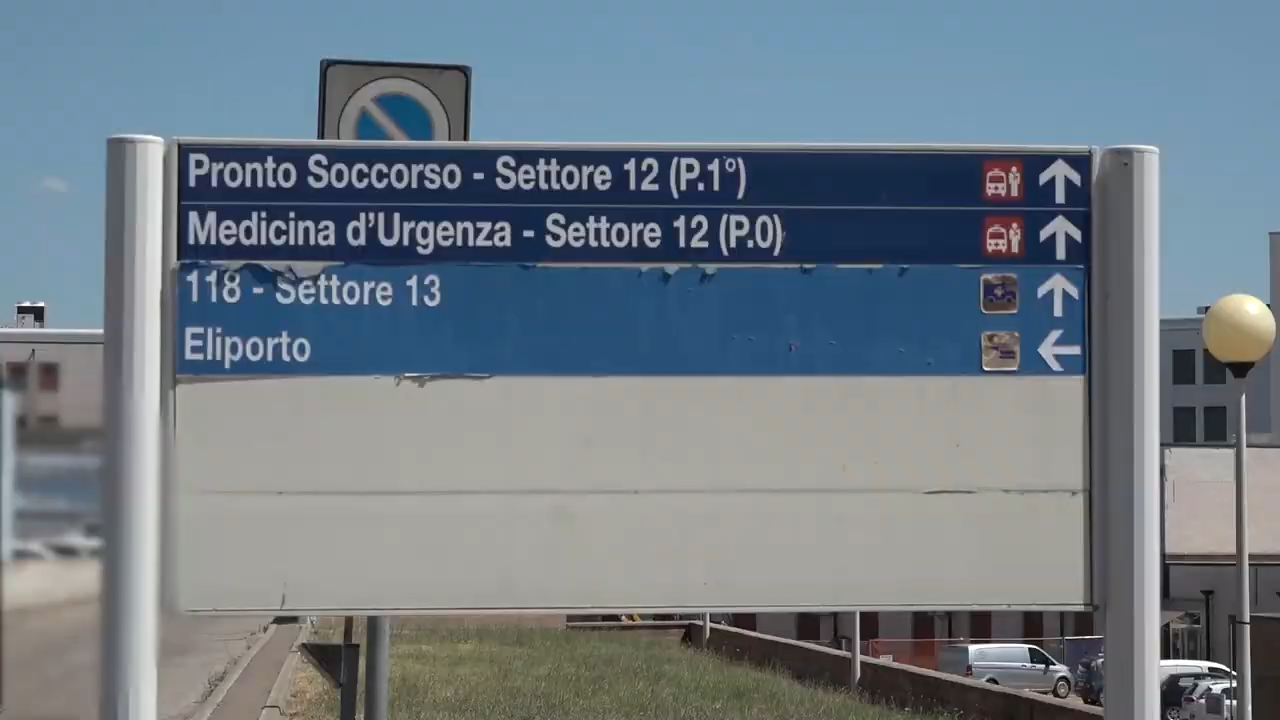 Pronto Soccorso - Settore 12 (P.1°)
Medicina d'Urgenza - Settore 12 (P.0)
118 - Settore 13
Eliporto